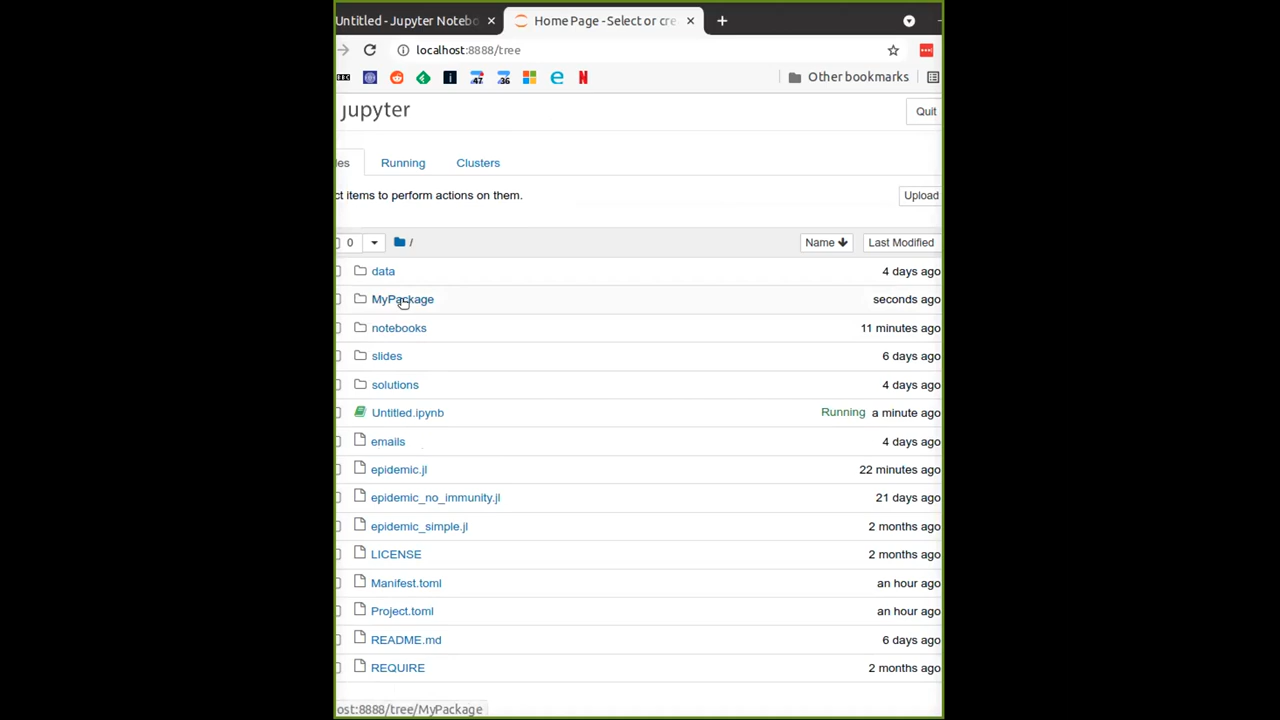 Untitled - Jupyter Notebo
Home Page - Select or cre
localhost:8888/tree
BBC
i
47
36
e
N
Other bookmarks
jupyter
Quit
les
Running
Clusters
ct items to perform actions on them.
Upload
0
/
Name
Last Modified
data
4 days ago
MyPackage
seconds ago
notebooks
11 minutes ago
slides
6 days ago
solutions
4 days ago
Untitled.ipynb
Running
a minute ago
emails
4 days ago
epidemic.jl
22 minutes ago
epidemic_no_immunity.jl
21 days ago
epidemic_simple.jl
2 months ago
LICENSE
2 months ago
Manifest.toml
an hour ago
Project.toml
an hour ago
README.md
6 days ago
REQUIRE
2 months ago
ost:8888/tree/MyPackage